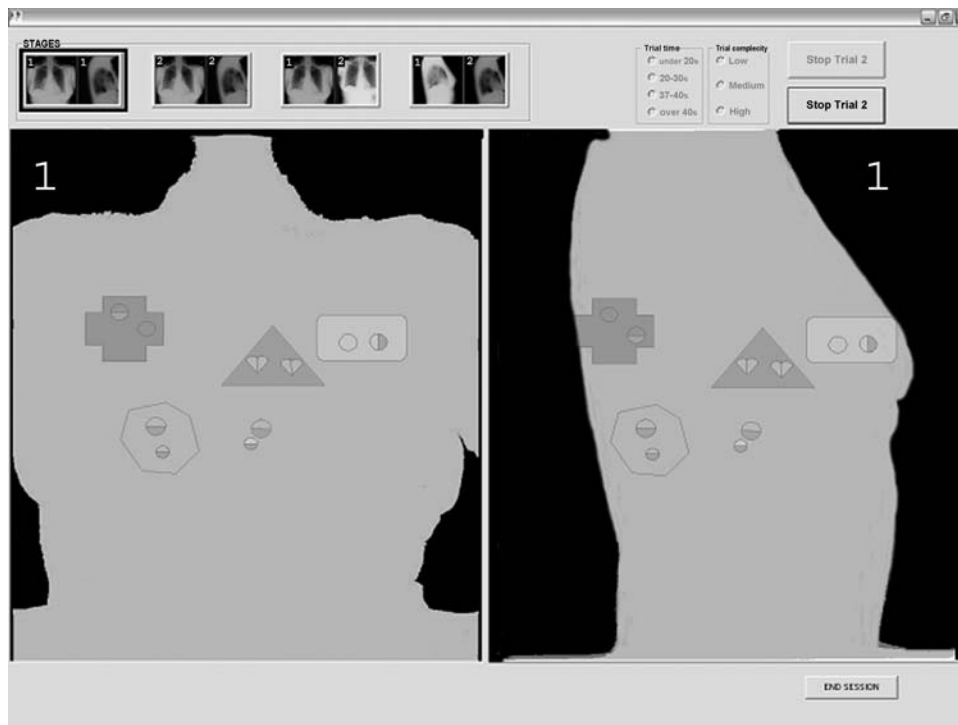 STAGES
1 1 2 2 1 2 1 2
Trial time
under 20s
20-30s
37-40s
over 40s
Trial complecity
Low
Medium
High
Stop Trial 2
Stop Trial 2
1
1
END SESSION